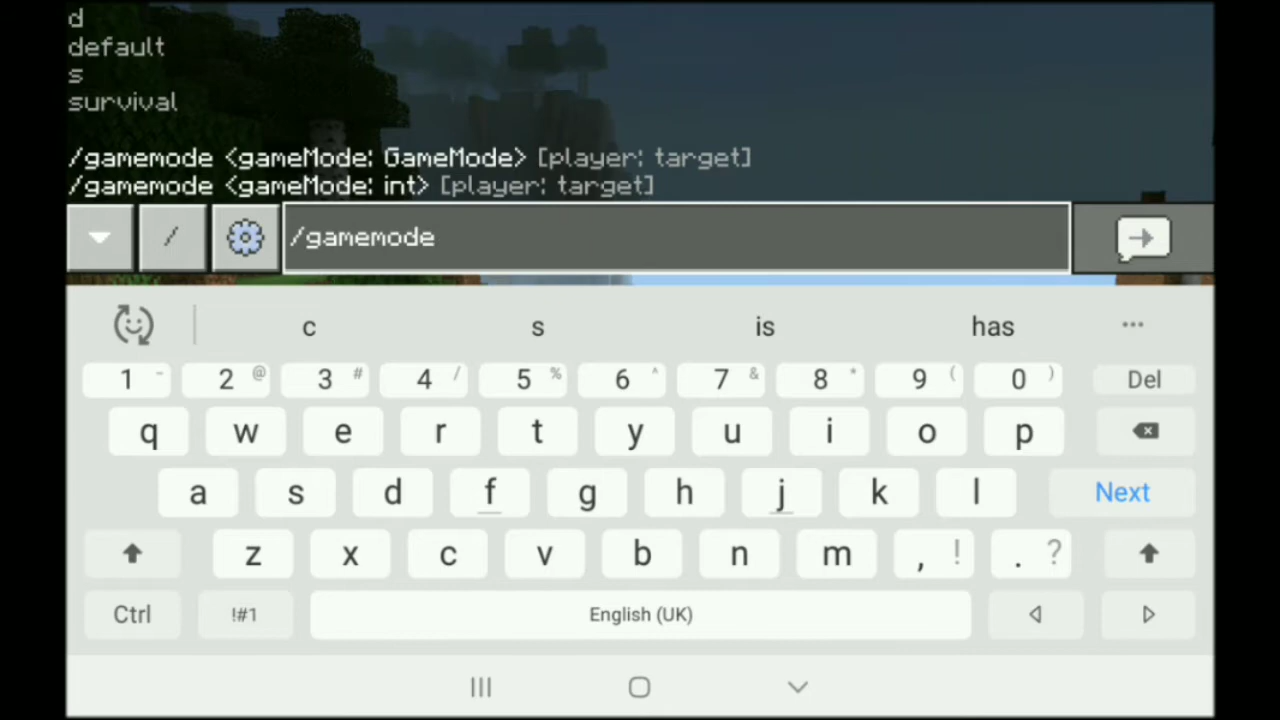 d
default
s
survival
/gamemode <gameMode: GameMode> [player: target]
/gamemode <gameMode: int> [player: target]
/ /gamemode
c s is has ...
1 - 2 @ 3 # 4 / 5 % 6 ^ 7 & 8 * 9 ( 0 ) Del
q w e r t y u i o p
a s d f g h j k l Next
z x c v b n m , ! . ?
Ctrl !#1 English (UK)